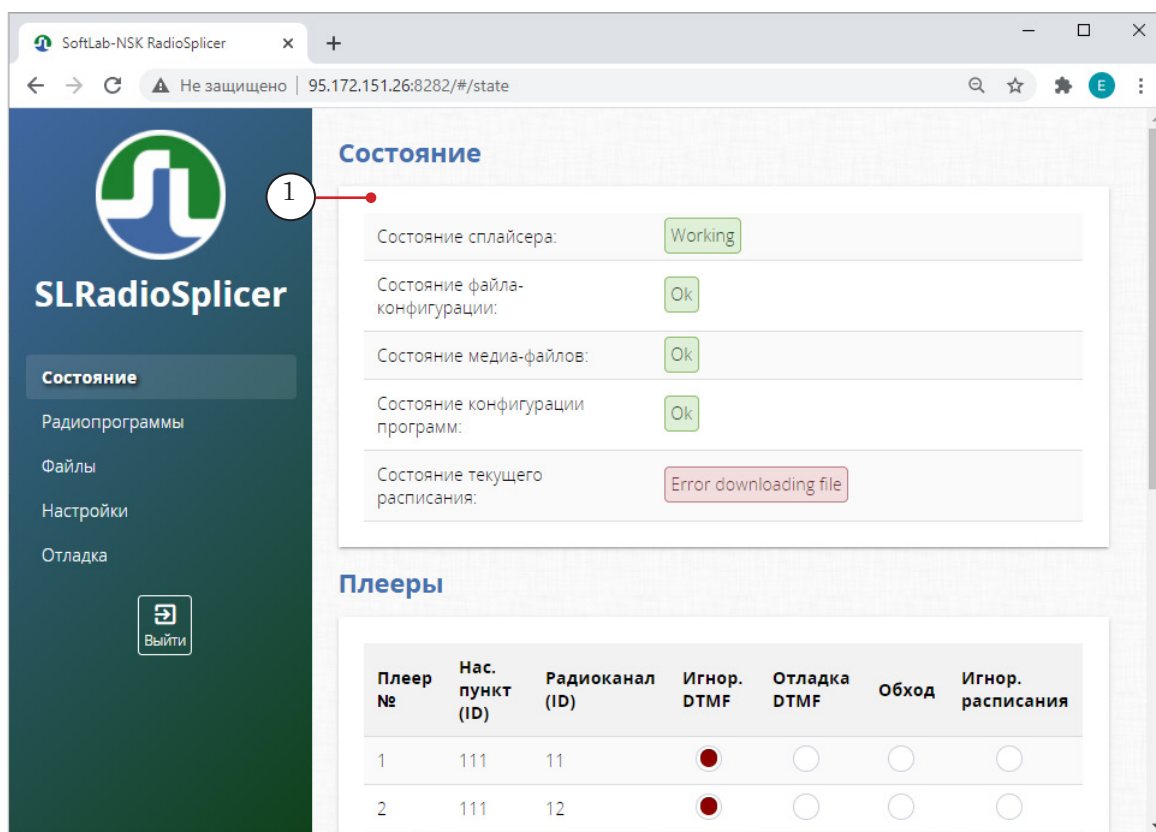 SoftLab-NSK RadioSplicer
Не защищено | 95.172.151.26:8282/#/state
E
SLRadioSplicer
Состояние
Радиопрограммы
Файлы
Настройки
Отладка
Выйти
Состояние
1
Состояние сплайсера: Working
Состояние файла-
конфигурации: Ok
Состояние медиа-файлов: Ok
Состояние конфигурации
программ: Ok
Состояние текущего
расписания: Error downloading file
Плееры
Плеер № Нас. пункт (ID) Радиоканал (ID) Игнор. DTMF Отладка DTMF Обход Игнор. расписания
1 111 11
2 111 12